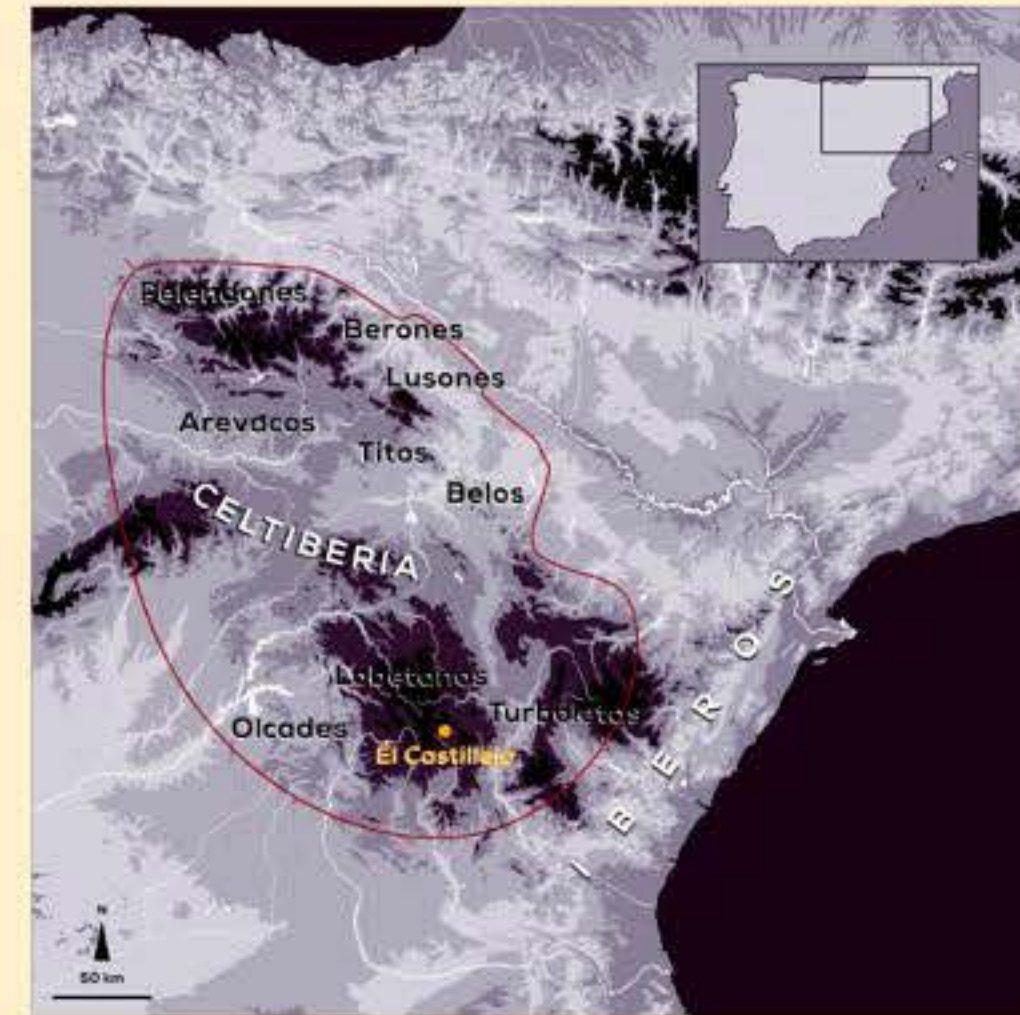 Pelendones
Berones
Lusones
Arevacos
Titos
Belos
CELTIBERIA
Lobetanos
Turboletas
Olcades
El Castillejo
IBEROS
N
50 km